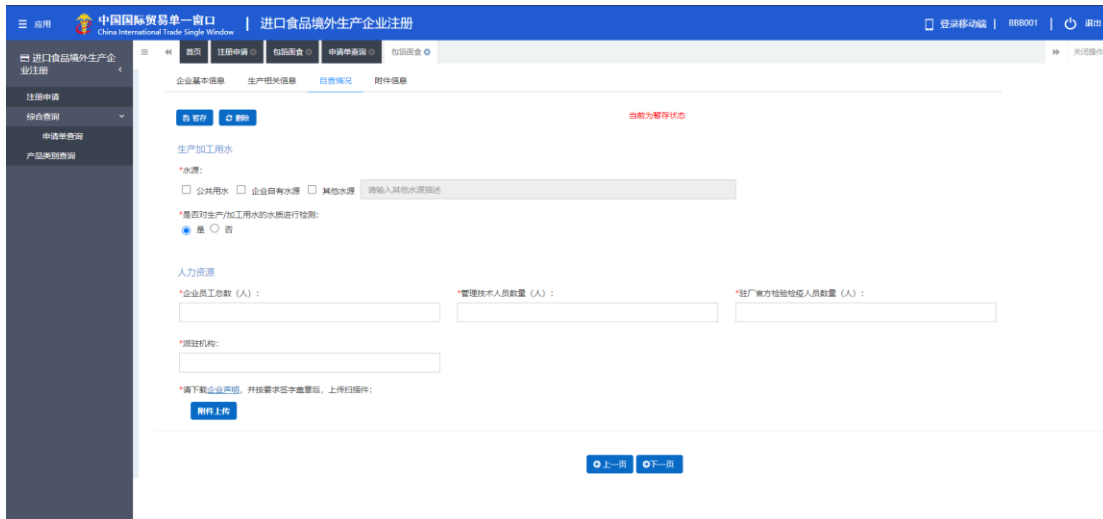 应用 中国国际贸易单一窗口 | 进口食品境外生产企业注册 登录移动端 | BBB001 | 退出
China International Trade Single Window
进口食品境外生产企业注册
首页 注册申请 包馅面食 申请单查询 包馅面食 关闭操作
企业基本信息 生产相关信息 自查情况 附件信息
注册申请
综合查询
申请单查询
产品类别查询
暂存 删除 当前为暂存状态
生产加工用水
*水源:
公共用水 企业自有水源 其他水源 请输入其他水源描述
*是否对生产/加工用水的水质进行检测:
是 否
人力资源
*企业员工总数（人）: *管理技术人员数量（人）: *驻厂官方检验检疫人员数量（人）:
*派驻机构:
*请下载企业声明，并按要求签字盖章后，上传扫描件:
附件上传
上一页 下一页